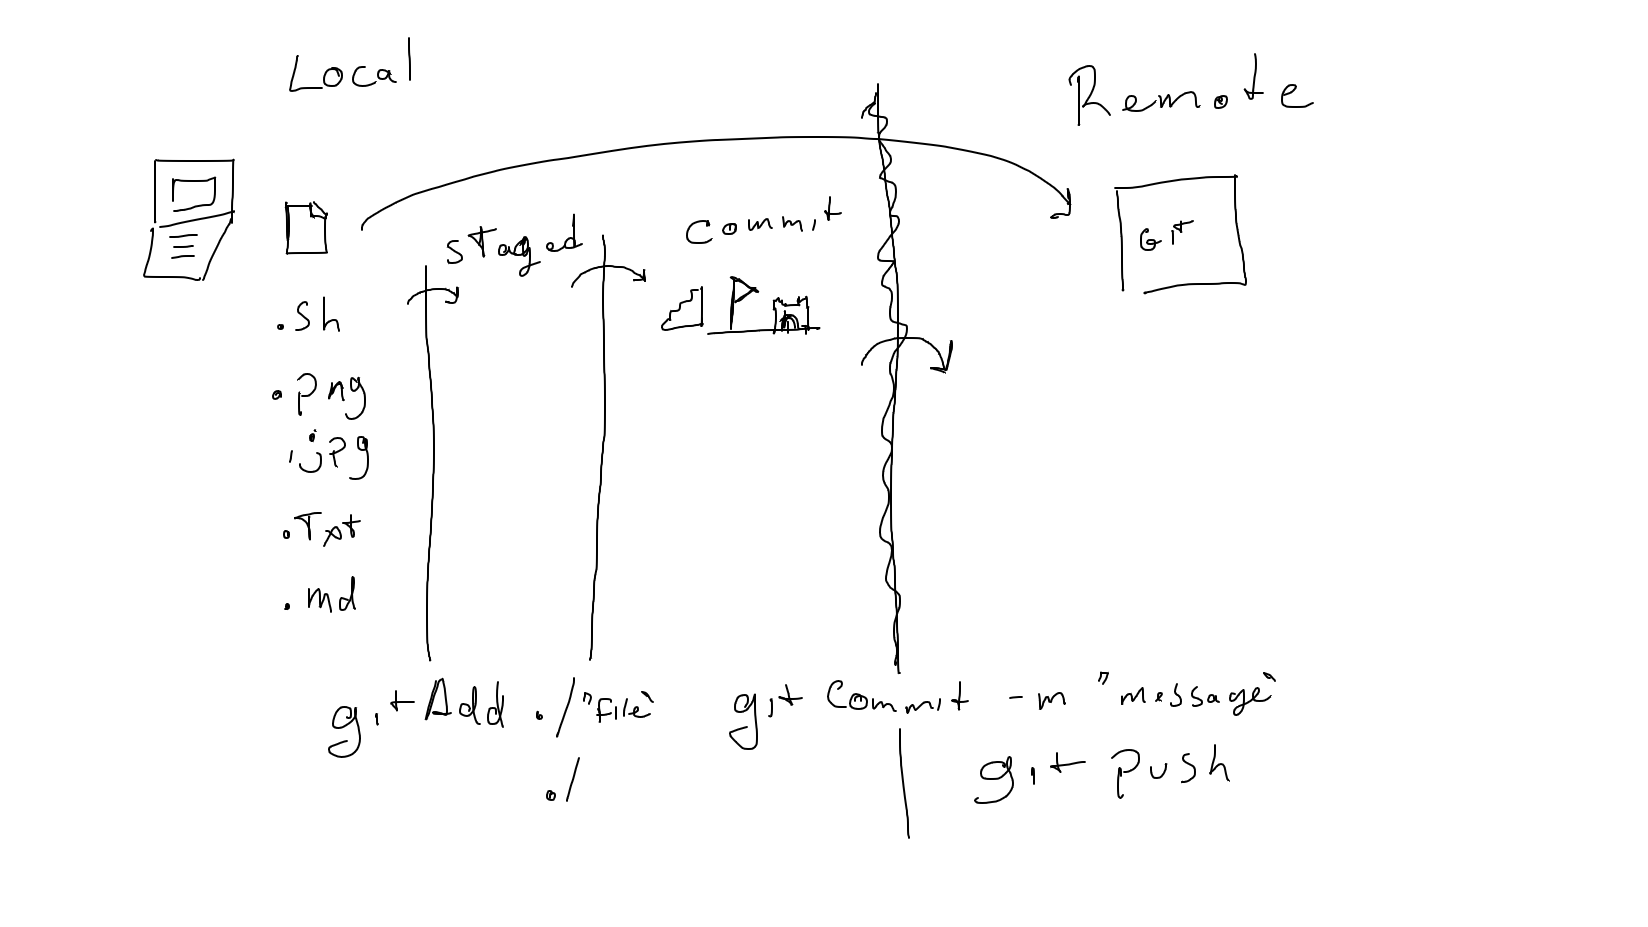 Local
Remote
staged
Commit
Git
.sh
.png
.jpg
.Txt
.md
git Add ./"File"
./
git Commit -m "message"
git push